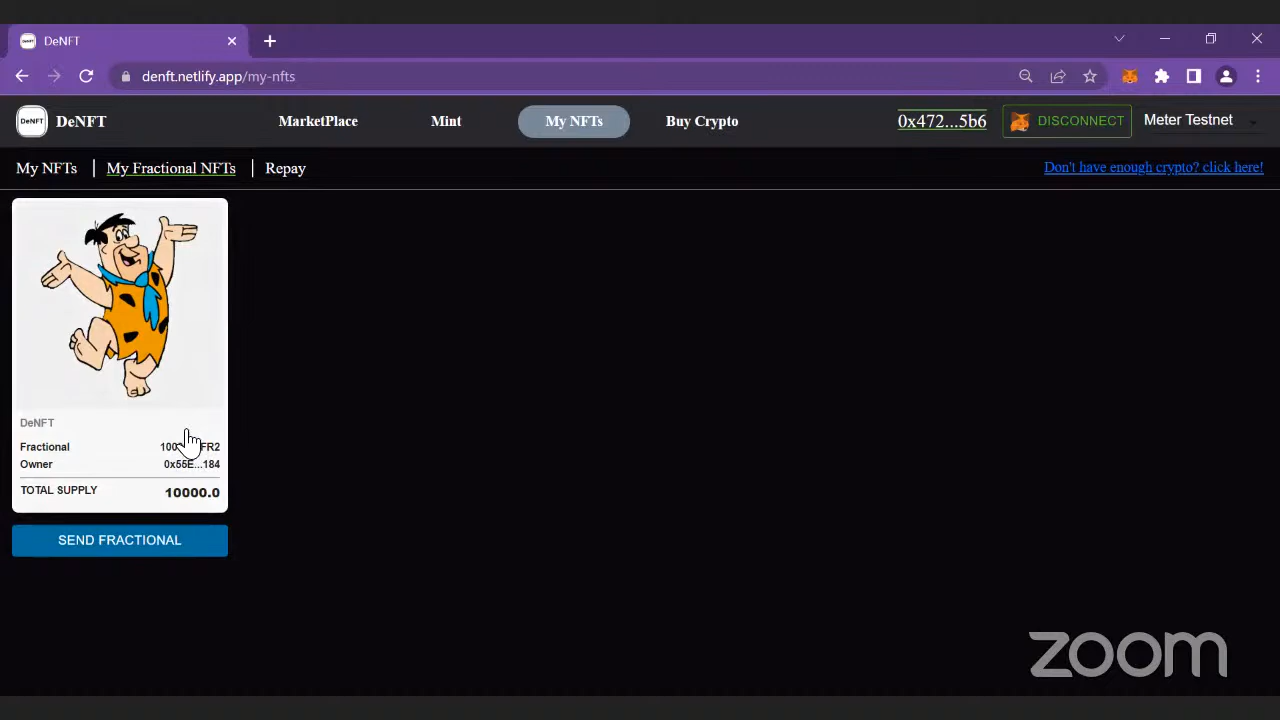 DeNFT
denft.netlify.app/my-nfts
DeNFT DeNFT MarketPlace Mint My NFTs Buy Crypto 0x472...5b6 DISCONNECT Meter Testnet
My NFTs My Fractional NFTs Repay Don't have enough crypto? click here!
DeNFT
Fractional
Owner 0x55E...184
TOTAL SUPPLY 10000.0
SEND FRACTIONAL
zoom